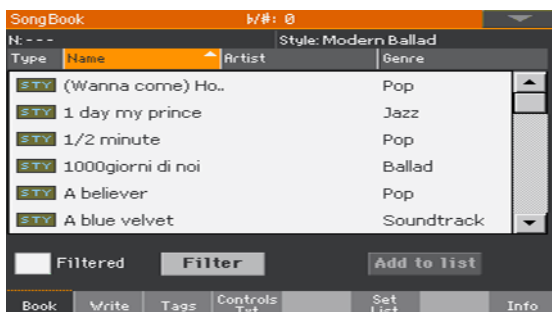 SongBook ♭/#: 0
N:--- Style: Modern Ballad
Type Name Artist Genre
STY (Wanna come) Ho.. Pop
STY 1 day my prince Jazz
STY 1/2 minute Pop
STY 1000giorni di noi Ballad
STY A believer Pop
STY A blue velvet Soundtrack
Filtered Filter Add to list
Book Write Tags Controls Txt Set List Info